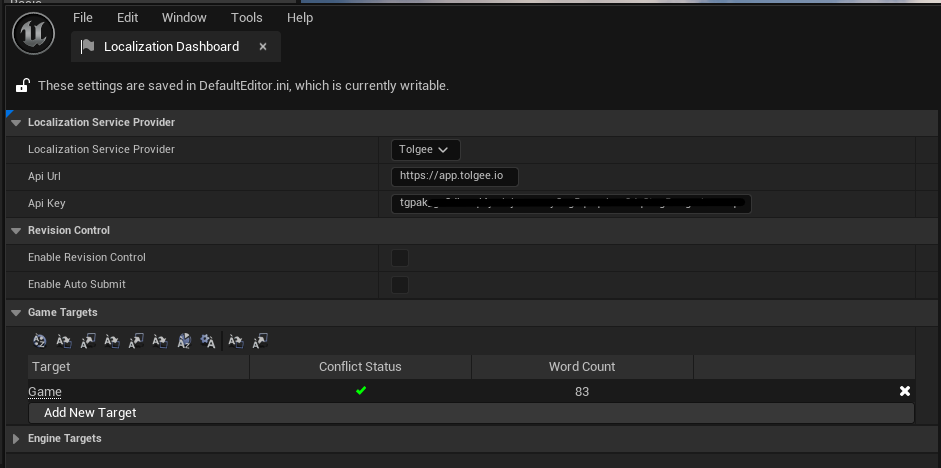 File Edit Window Tools Help
Localization Dashboard
These settings are saved in DefaultEditor.ini, which is currently writable.
Localization Service Provider
Localization Service Provider Tolgee
Api Url https://app.tolgee.io
Api Key tgpak_
Revision Control
Enable Revision Control
Enable Auto Submit
Game Targets
Target Conflict Status Word Count
Game 83
Add New Target
Engine Targets